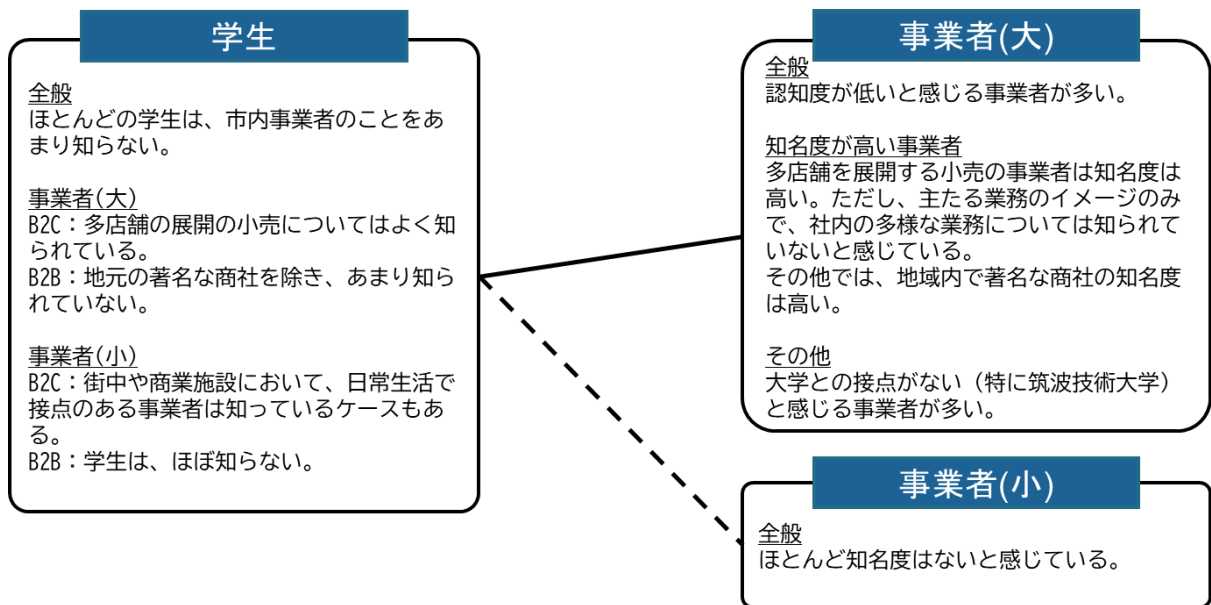 学生
全般
ほとんどの学生は、市内事業者のことをあ
まり知らない。
事業者(大)
B2C：多店舗の展開の小売についてはよく知
られている。
B2B：地元の著名な商社を除き、あまり知ら
れていない。
事業者(小)
B2C：街中や商業施設において、日常生活で
接点のある事業者は知っているケースもあ
る。
B2B：学生は、ほぼ知らない。
事業者(大)
全般
認知度が低いと感じる事業者が多い。
知名度が高い事業者
多店舗を展開する小売の事業者は知名度は
高い。ただし、主たる業務のイメージのみ
で、社内の多様な業務については知られて
いないと感じている。
その他では、地域内で著名な商社の知名度
は高い。
その他
大学との接点がない（特に筑波技術大学）
と感じる事業者が多い。
事業者(小)
全般
ほとんど知名度はないと感じている。